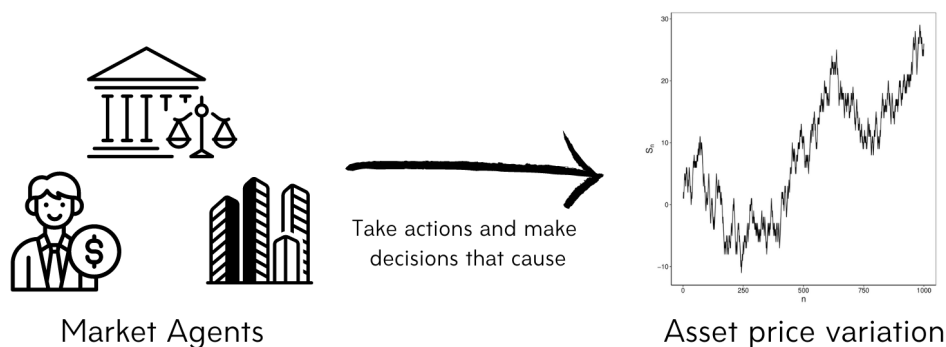 $
Market Agents
Take actions and make
decisions that cause
30
20
10
0
−10
Sn
0
250
500
750
1000
n
Asset price variation